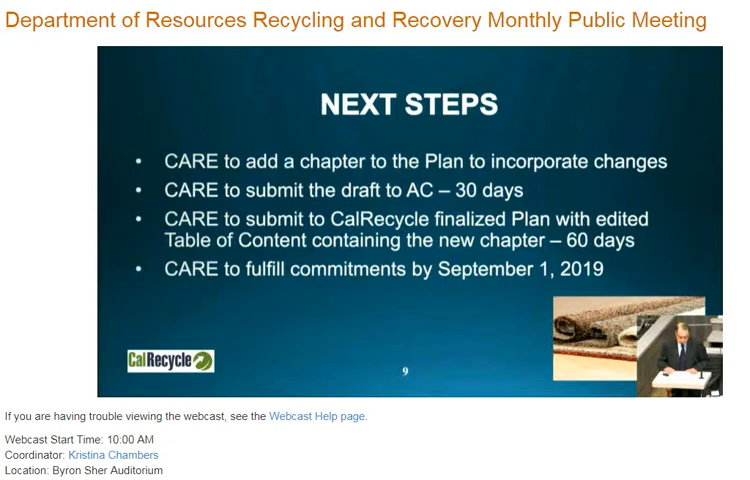 Department of Resources Recycling and Recovery Monthly Public Meeting
NEXT STEPS
• CARE to add a chapter to the Plan to incorporate changes
• CARE to submit the draft to AC – 30 days
• CARE to submit to CalRecycle finalized Plan with edited
Table of Content containing the new chapter – 60 days
• CARE to fulfill commitments by September 1, 2019
CalRecycle
9
If you are having trouble viewing the webcast, see the Webcast Help page.
Webcast Start Time: 10:00 AM
Coordinator: Kristina Chambers
Location: Byron Sher Auditorium